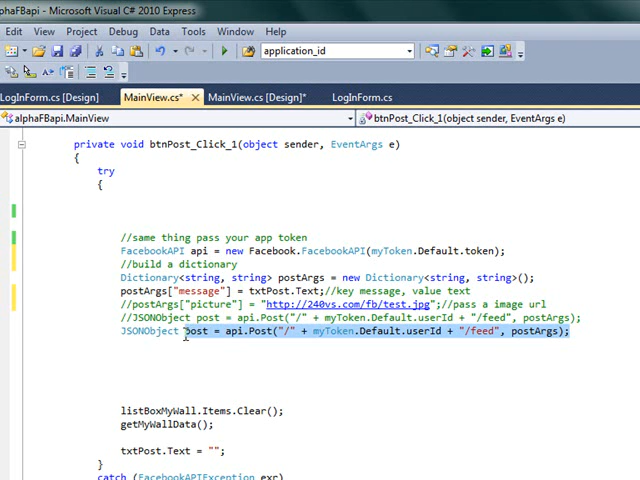 phaFBapi - Microsoft Visual C# 2010 Express
Edit View Project Debug Data Tools Window Help
application_id
LogInForm.cs [Design] MainView.cs* MainView.cs [Design]* LogInForm.cs
alphaFBapi.MainView btnPost_Click_1(object sender, EventArgs e)
private void btnPost_Click_1(object sender, EventArgs e)
{
try
{
//same thing pass your app token
FacebookAPI api = new Facebook.FacebookAPI(myToken.Default.token);
//build a dictionary
Dictionary<string, string> postArgs = new Dictionary<string, string>();
postArgs["message"] = txtPost.Text;//key message, value text
//postArgs["picture"] = "http://240vs.com/fb/test.jpg";//pass a image url
//JSONObject post = api.Post("/" + myToken.Default.userId + "/feed", postArgs);
JSONObject post = api.Post("/" + myToken.Default.userId + "/feed", postArgs);
listBoxMyWall.Items.Clear();
getMyWallData();
txtPost.Text = "";
}
catch (FacebookAPIException exr)